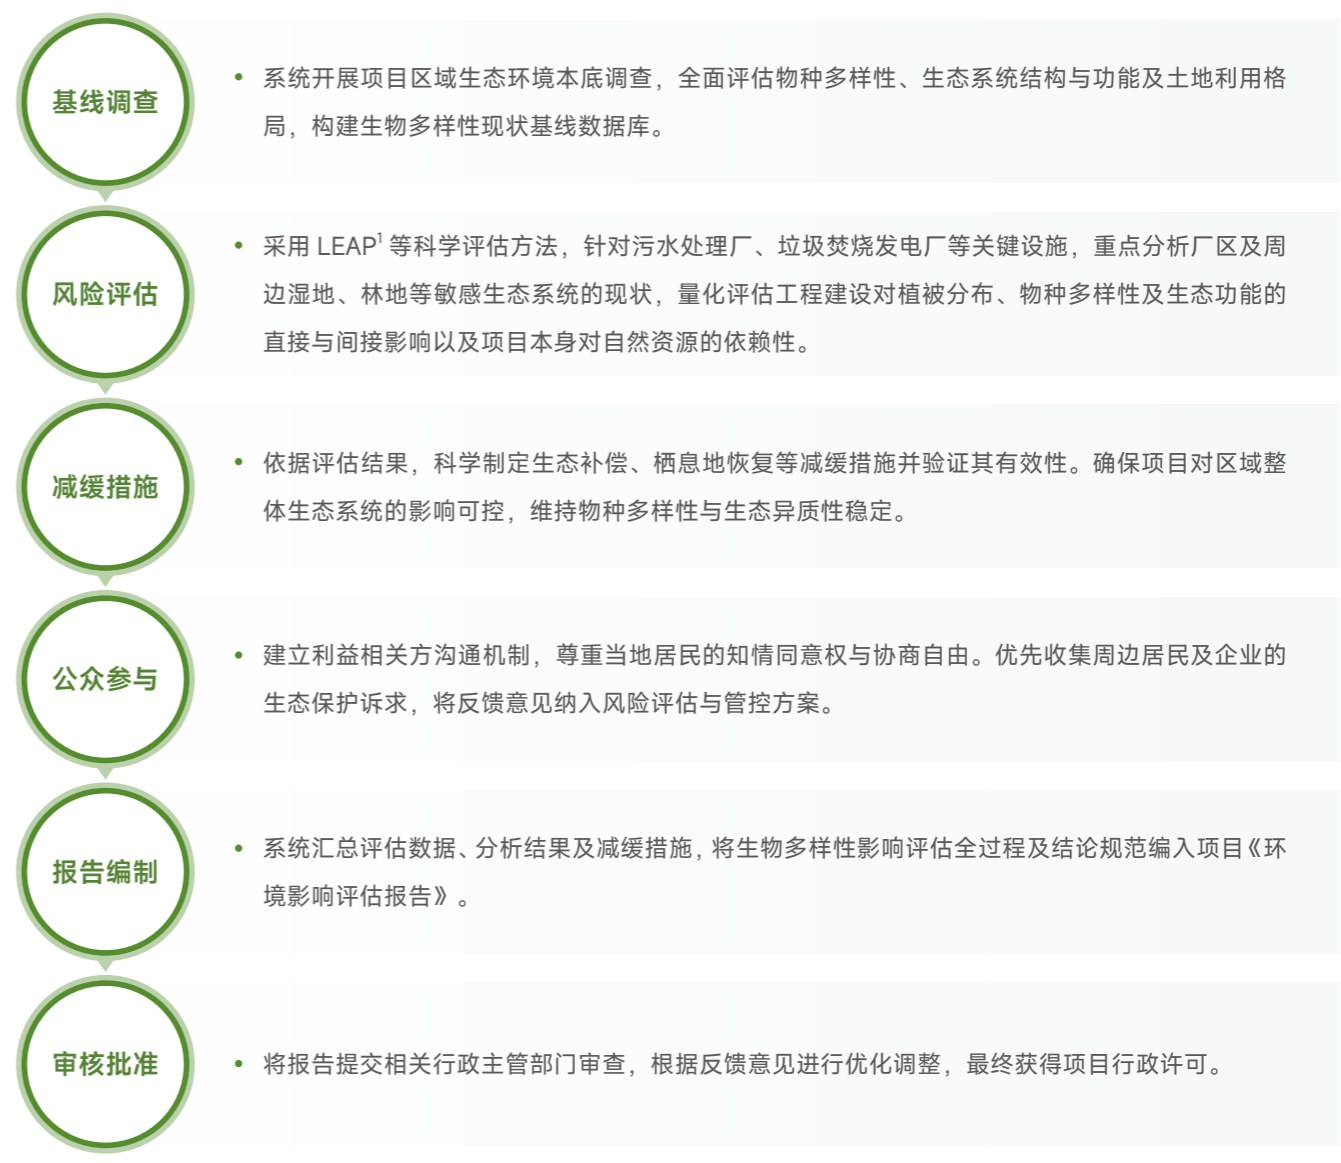 基线调查
• 系统开展项目区域生态环境本底调查，全面评估物种多样性、生态系统结构与功能及土地利用格
局，构建生物多样性现状基线数据库。
风险评估
• 采用 LEAP¹ 等科学评估方法，针对污水处理厂、垃圾焚烧发电厂等关键设施，重点分析厂区及周
边湿地、林地等敏感生态系统的现状，量化评估工程建设对植被分布、物种多样性及生态功能的
直接与间接影响以及项目本身对自然资源的依赖性。
减缓措施
• 依据评估结果，科学制定生态补偿、栖息地恢复等减缓措施并验证其有效性。确保项目对区域整
体生态系统的影响可控，维持物种多样性与生态异质性稳定。
公众参与
• 建立利益相关方沟通机制，尊重当地居民的知情同意权与协商自由。优先收集周边居民及企业的
生态保护诉求，将反馈意见纳入风险评估与管控方案。
报告编制
• 系统汇总评估数据、分析结果及减缓措施，将生物多样性影响评估全过程及结论规范编入项目《环
境影响评估报告》。
审核批准
• 将报告提交相关行政主管部门审查，根据反馈意见进行优化调整，最终获得项目行政许可。